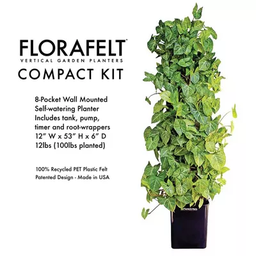 FLORAFELT®
VERTICAL GARDEN PLANTERS
COMPACT KIT
8-Pocket Wall Mounted
Self-watering Planter
Includes tank, pump,
timer and root-wrappers
12" W x 53" H x 6" D
12lbs (100lbs planted)
100% Recycled PET Plastic Felt
Patented Design - Made in USA